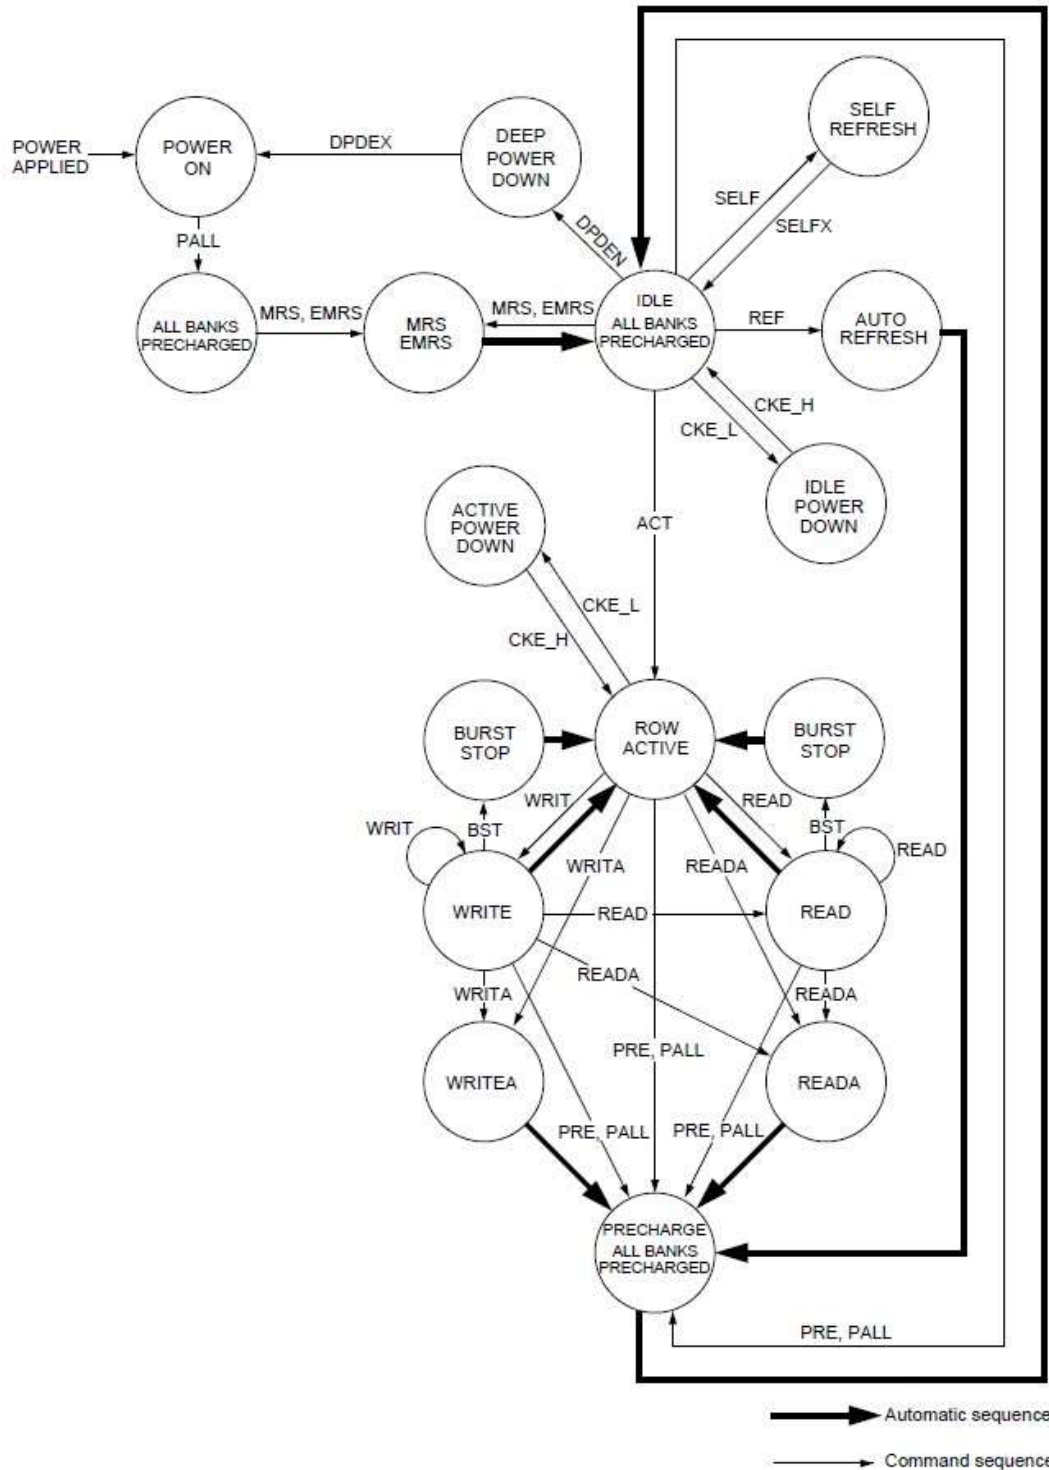 SELF
REFRESH
POWER
APPLIED
POWER
ON
DPDEX
DEEP
POWER
DOWN
SELF
SELFX
DPDEN
PALL
ALL BANKS
PRECHARGED
MRS, EMRS
MRS
EMRS
MRS, EMRS
IDLE
ALL BANKS
PRECHARGED
REF
AUTO
REFRESH
CKE_H
CKE_L
IDLE
POWER
DOWN
ACTIVE
POWER
DOWN
ACT
CKE_L
CKE_H
BURST
STOP
ROW
ACTIVE
BURST
STOP
WRIT
READ
WRIT
BST
BST
READ
WRITA
READA
WRITE
READ
READ
READA
WRITA
READA
WRITEA
PRE, PALL
READA
PRE, PALL
PRE, PALL
PRECHARGE
ALL BANKS
PRECHARGED
PRE, PALL
Automatic sequence
Command sequence